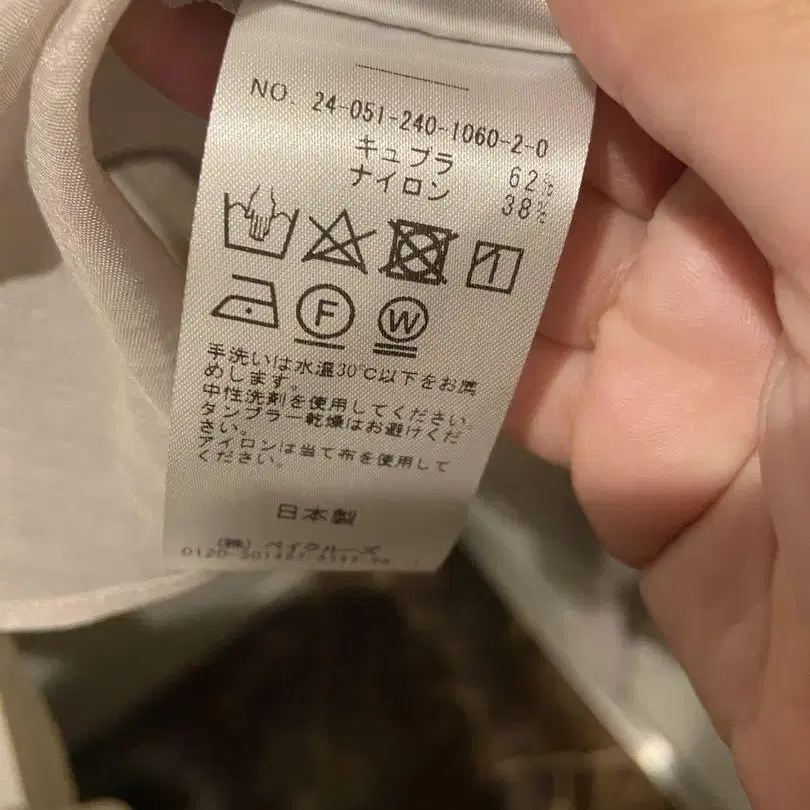 NO. 24-051-240-1060-2-0
キュプラ 62%
ナイロン 38%
F W
手洗いは水温30℃以下をお薦
めします。
中性洗剤を使用してください。
タンブラー乾燥はお避けくだ
さい。
アイロンは当て布を使用して
ください。
日本製
(株) ベイクルーズ